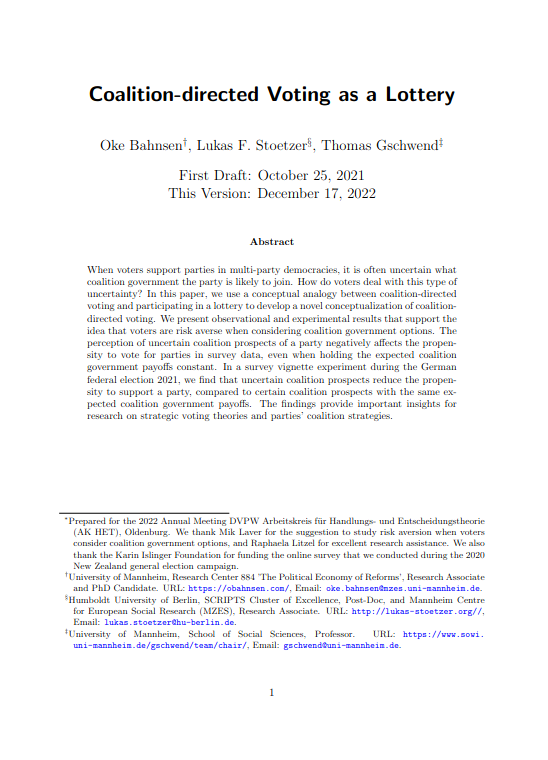 Coalition-directed Voting as a Lottery
Oke Bahnsen†, Lukas F. Stoetzer§, Thomas Gschwend‡
First Draft: October 25, 2021
This Version: December 17, 2022
Abstract
When voters support parties in multi-party democracies, it is often uncertain what
coalition government the party is likely to join. How do voters deal with this type of
uncertainty? In this paper, we use a conceptual analogy between coalition-directed
voting and participating in a lottery to develop a novel conceptualization of coalition-
directed voting. We present observational and experimental results that support the
idea that voters are risk averse when considering coalition government options. The
perception of uncertain coalition prospects of a party negatively affects the propen-
sity to vote for parties in survey data, even when holding the expected coalition
government payoffs constant. In a survey vignette experiment during the German
federal election 2021, we find that uncertain coalition prospects reduce the propen-
sity to support a party, compared to certain coalition prospects with the same ex-
pected coalition government payoffs. The findings provide important insights for
research on strategic voting theories and parties' coalition strategies.
*Prepared for the 2022 Annual Meeting DVPW Arbeitskreis für Handlungs- und Entscheidungstheorie
(AK HET), Oldenburg. We thank Mik Laver for the suggestion to study risk aversion when voters
consider coalition government options, and Raphaela Litzel for excellent research assistance. We also
thank the Karin Islinger Foundation for funding the online survey that we conducted during the 2020
New Zealand general election campaign.
†University of Mannheim, Research Center 884 'The Political Economy of Reforms', Research Associate
and PhD Candidate. URL: https://obahnsen.com/, Email: oke.bahnsen@mzes.uni-mannheim.de.
§Humboldt University of Berlin, SCRIPTS Cluster of Excellence, Post-Doc, and Mannheim Centre
for European Social Research (MZES), Research Associate. URL: http://lukas-stoetzer.org//,
Email: lukas.stoetzer@hu-berlin.de.
‡University of Mannheim, School of Social Sciences, Professor. URL: https://www.sowi.
uni-mannheim.de/gschwend/team/chair/, Email: gschwend@uni-mannheim.de.
1